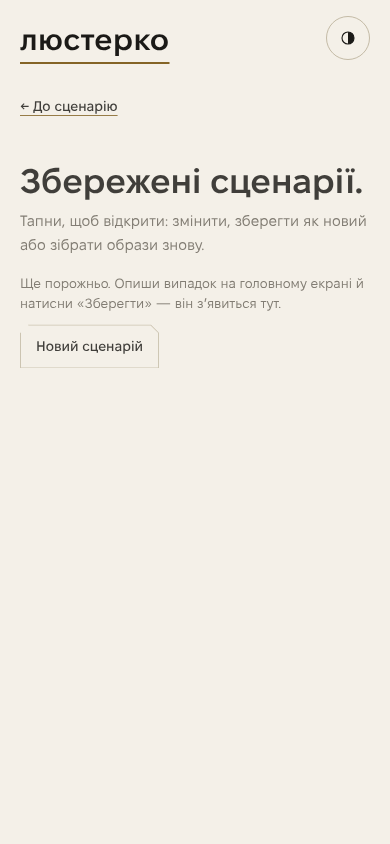 люстерко
← До сценарію
Збережені сценарії.
Тапни, щоб відкрити: змінити, зберегти як новий
або зібрати образи знову.
Ще порожньо. Опиши випадок на головному екрані й
натисни «Зберегти» — він зʼявиться тут.
Новий сценарій